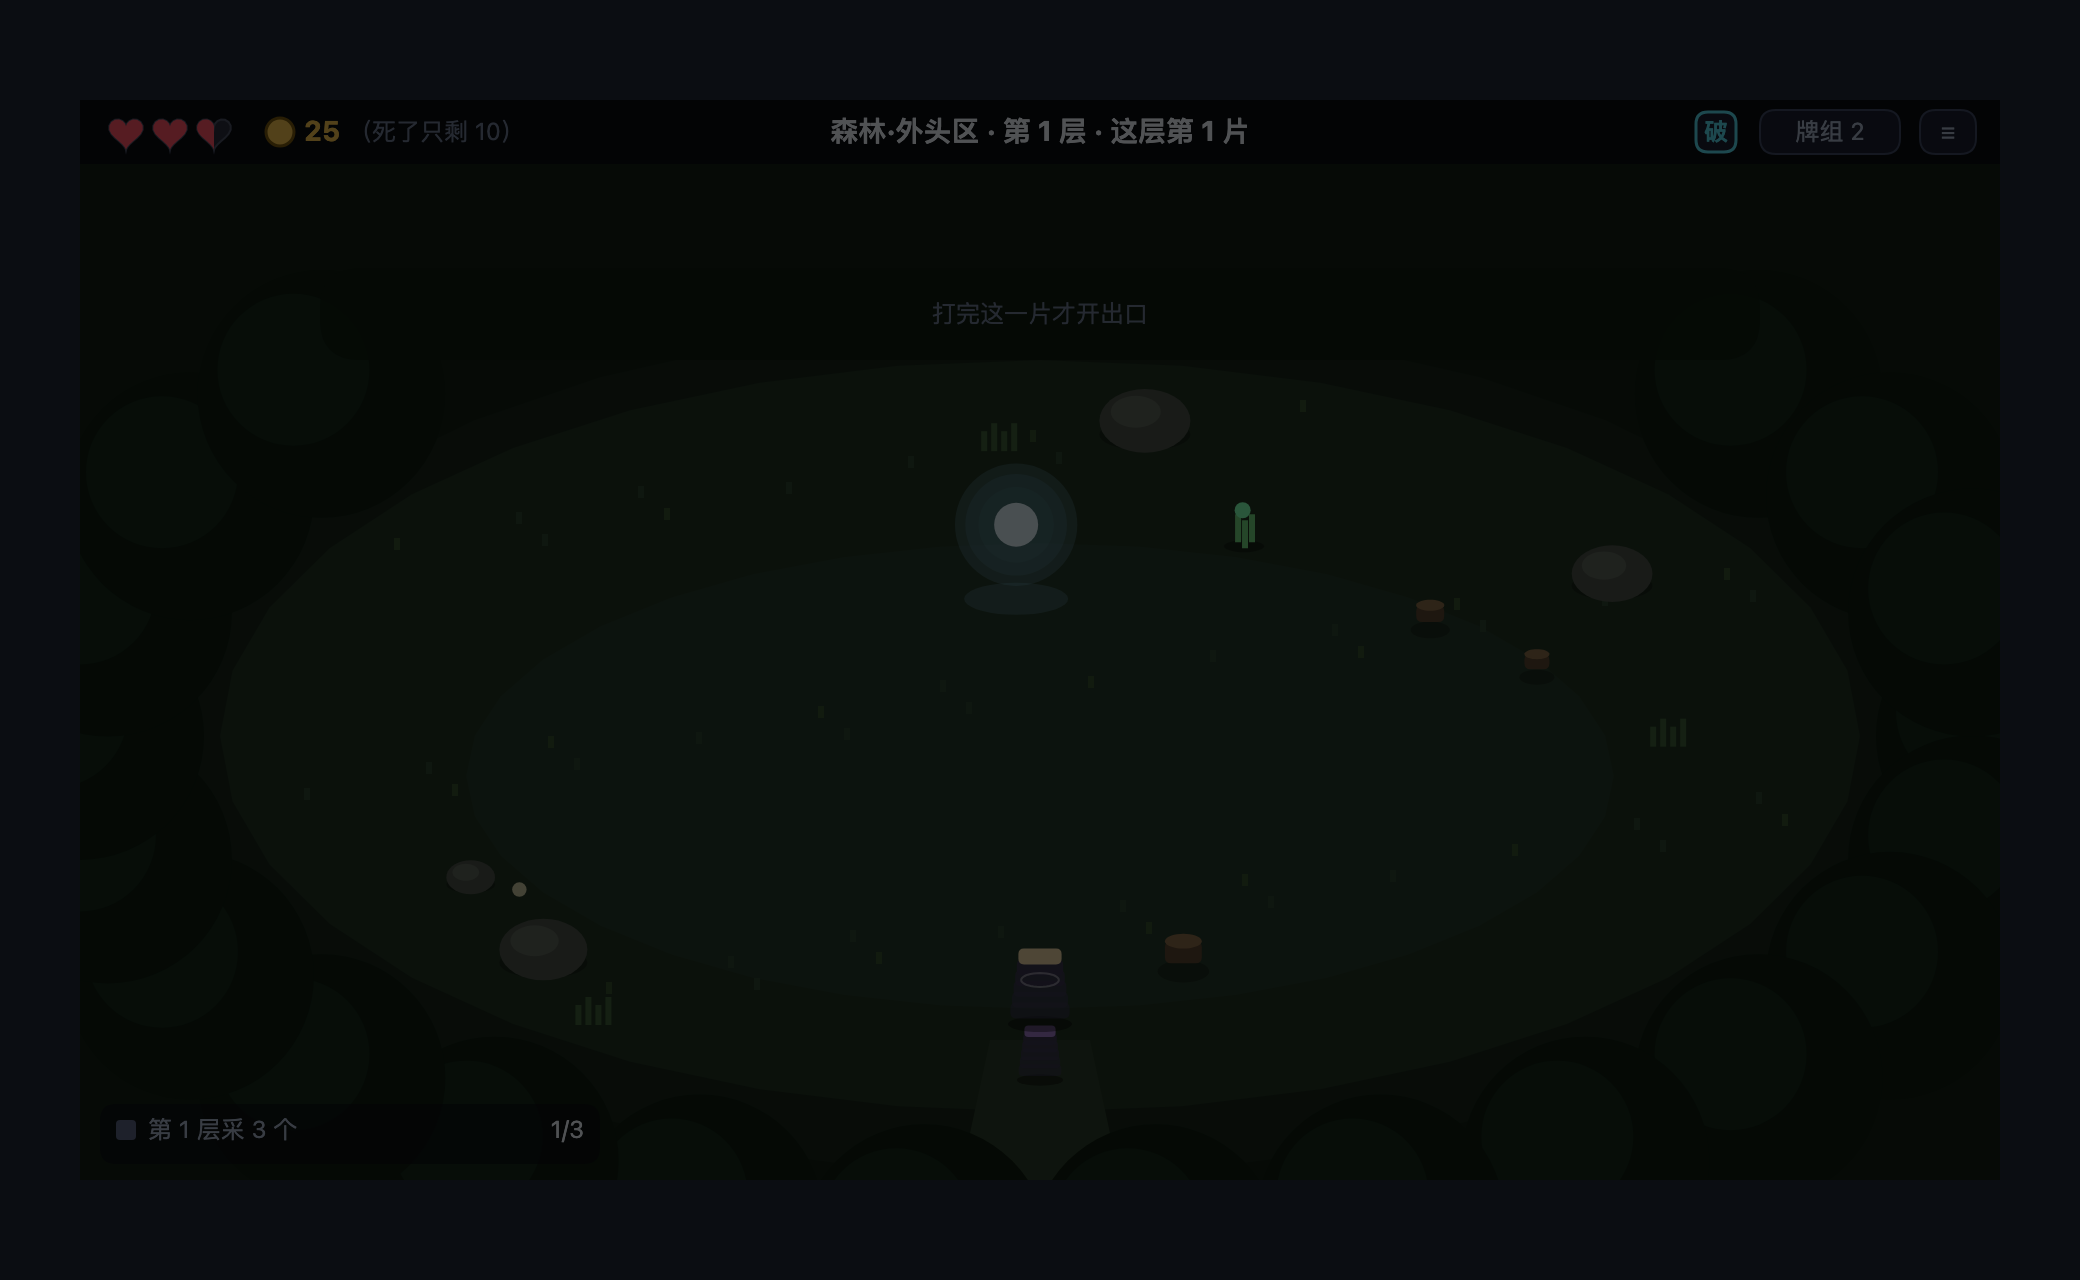 25 (死了只剩 10)
森林·外头区 · 第 1 层 · 这层第 1 片
破
牌组 2
≡
打完这一片才开出口
第 1 层采 3 个 1/3